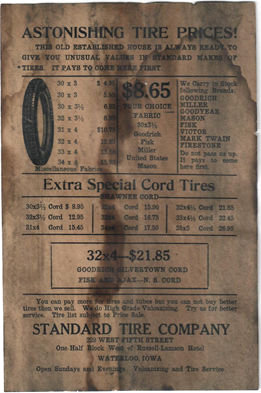 ASTONISHING TIRE PRICES!
THIS OLD ESTABLISHED HOUSE IS ALWAYS READY TO
GIVE YOU UNUSUAL VALUES IN STANDARD MAKES OF
TIRES. IT PAYS TO COME HERE FIRST
30 x 3
30 x 3
30 x 3½
32 x 3½
31 x 4
32 x 4
33 x 4
34 x 4
Miscellaneous Fabric
$8.65
YOUR CHOICE
FABRIC
30x3½
Goodrich
Fisk
Miller
United States
Mason
We Carry in Stock
following Brands:
GOODRICH
MILLER
GOODYEAR
MASON
FISK
VICTOR
MARK TWAIN
FIRESTONE
Do not pass us up.
It pays to come
here first.
Extra Special Cord Tires
SHAWNEE CORD
30x3½ Cord $ 8.95
32x3½ Cord 12.95
31x4 Cord 15.45
Cord 15.90
Cord 16.75
Cord 17.50
32x4½ Cord 21.85
33x4½ Cord 22.45
35x5 Cord 26.95
32x4—$21.85
GOODRICH SILVERTOWN CORD
FISK AND AJAX—N. S. CORD
You can pay more for tires and tubes but you can not buy better
tires then we sell. We do High Grade Vulcanizing. Try us for better
service. Tire list subject to prior Sale.
STANDARD TIRE COMPANY
229 WEST FIFTH STREET
One-Half Block West of Russell-Lamson Hotel
WATERLOO, IOWA
Open Sundays and Evenings. Vulcanizing and Tire Service